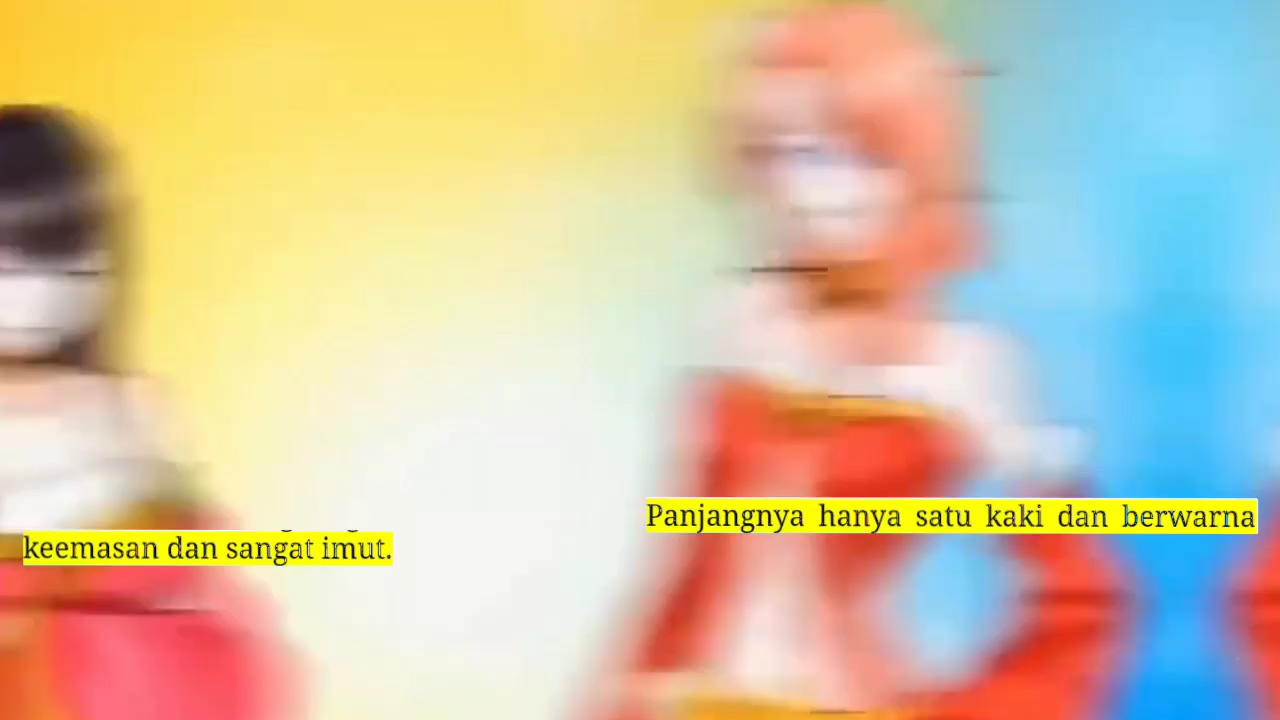 Panjangnya hanya satu kaki dan berwarna
keemasan dan sangat imut.